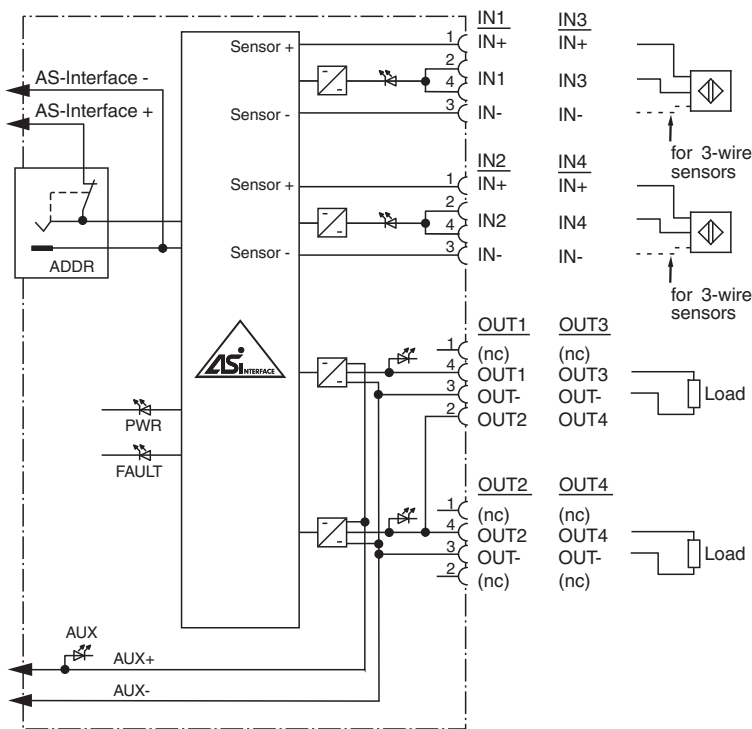 AS-Interface -
AS-Interface +
ADDR
PWR
FAULT
AUX
AUX+
AUX-
Sensor +
Sensor -
Sensor +
Sensor -
ASi INTERFACE
IN1 IN3
1 IN+ IN+
2
IN1 IN3
4
3 IN- IN-
for 3-wire
sensors
IN2 IN4
1 IN+ IN+
2
IN2 IN4
4
3 IN- IN-
for 3-wire
sensors
OUT1 OUT3
1 (nc) (nc)
4 OUT1 OUT3
3 OUT- OUT-
2 OUT2 OUT4
Load
OUT2 OUT4
1 (nc) (nc)
4 OUT2 OUT4
3 OUT- OUT-
2 (nc) (nc)
Load